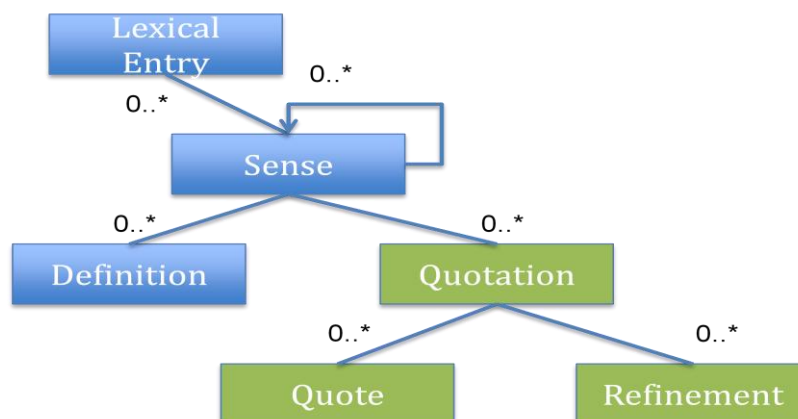 Lexical
Entry
0..*
0..*
Sense
0..*
0..*
Definition
Quotation
0..*
0..*
Quote
Refinement